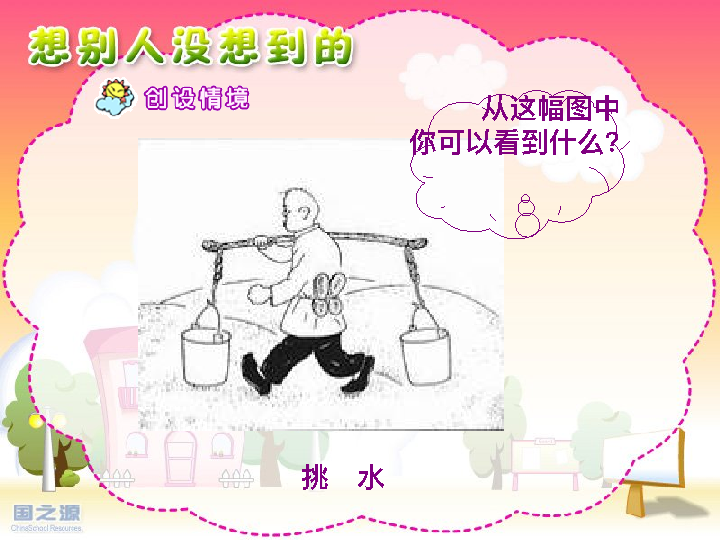 想别人没想到的
创设情境
从这幅图中
你可以看到什么？
挑 水
国之源
ChinaSchool Resources